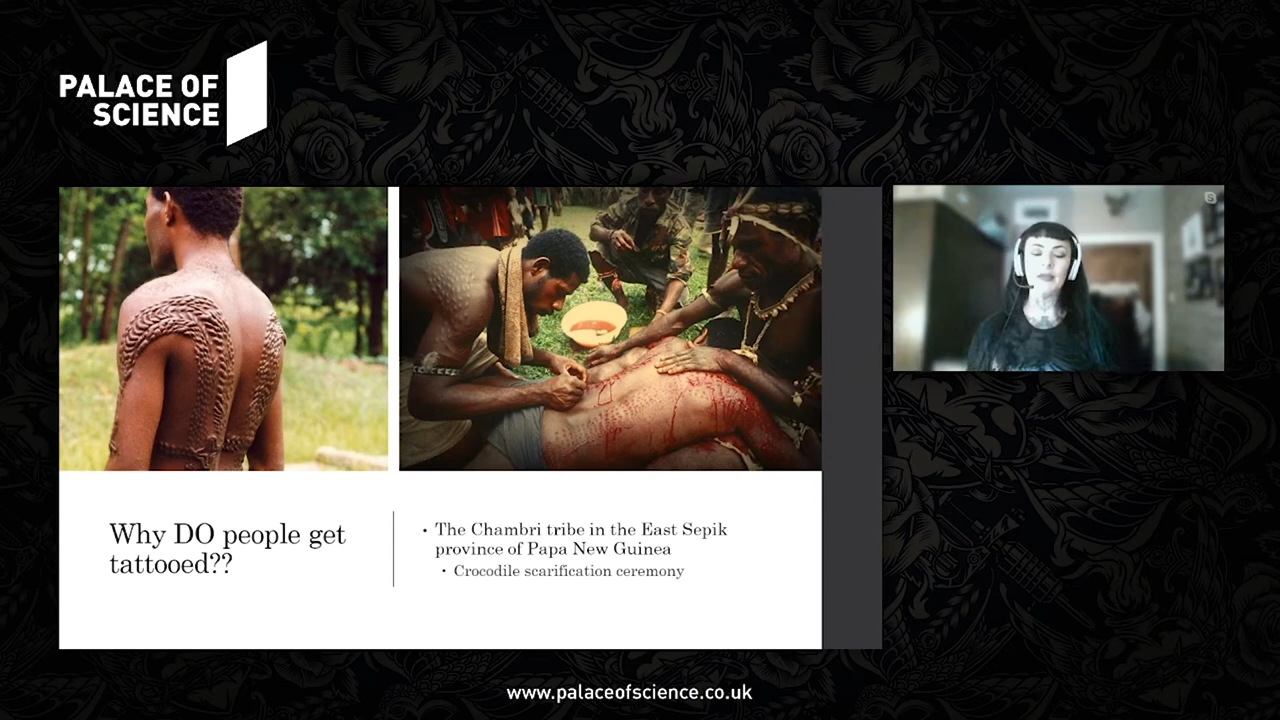 PALACE OF
SCIENCE
Why DO people get
tattooed??
• The Chambri tribe in the East Sepik
province of Papa New Guinea
• Crocodile scarification ceremony
www.palaceofscience.co.uk